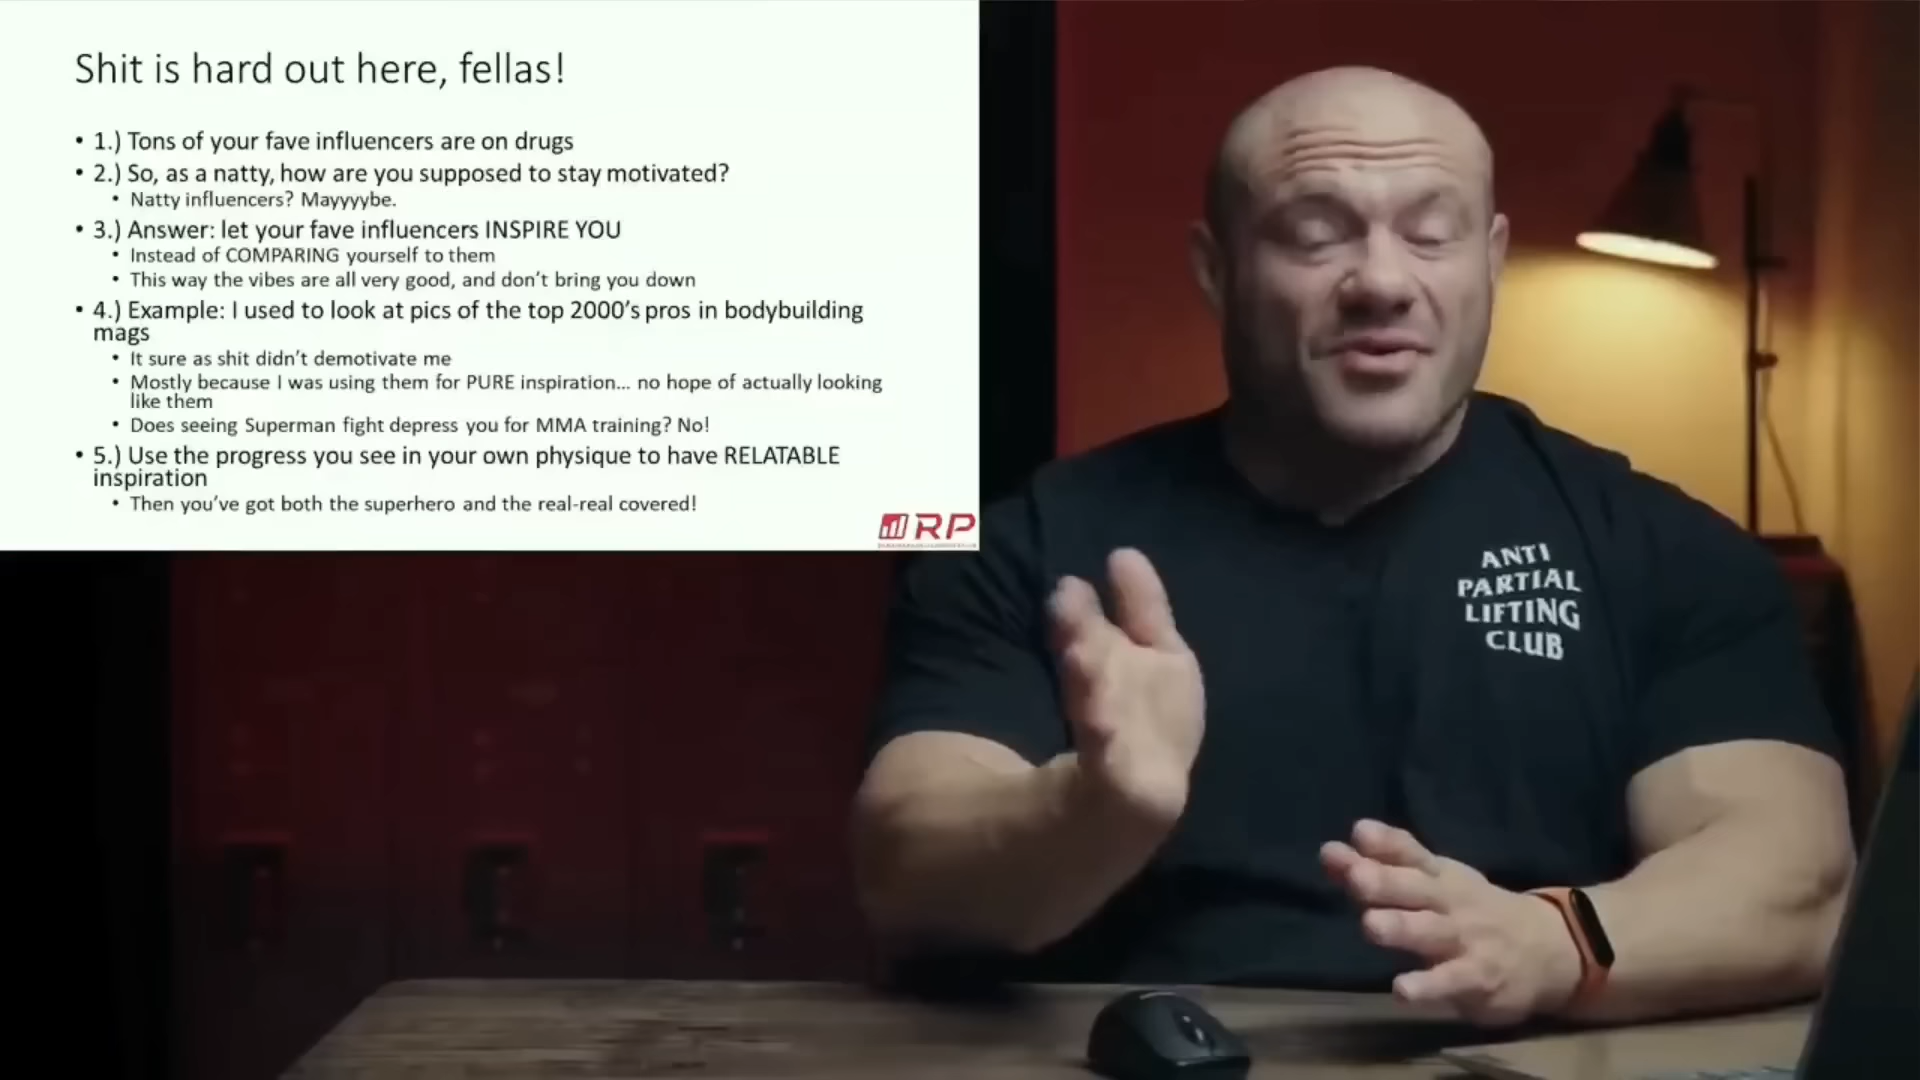 Shit is hard out here, fellas!
• 1.) Tons of your fave influencers are on drugs
• 2.) So, as a natty, how are you supposed to stay motivated?
• Natty influencers? Mayyyybe.
• 3.) Answer: let your fave influencers INSPIRE YOU
• Instead of COMPARING yourself to them
• This way the vibes are all very good, and don't bring you down
• 4.) Example: I used to look at pics of the top 2000's pros in bodybuilding
mags
• It sure as shit didn't demotivate me
• Mostly because I was using them for PURE inspiration... no hope of actually looking
like them
• Does seeing Superman fight depress you for MMA training? No!
• 5.) Use the progress you see in your own physique to have RELATABLE
inspiration
• Then you've got both the superhero and the real-real covered!
RP
ANTI
PARTIAL
LIFTING
CLUB